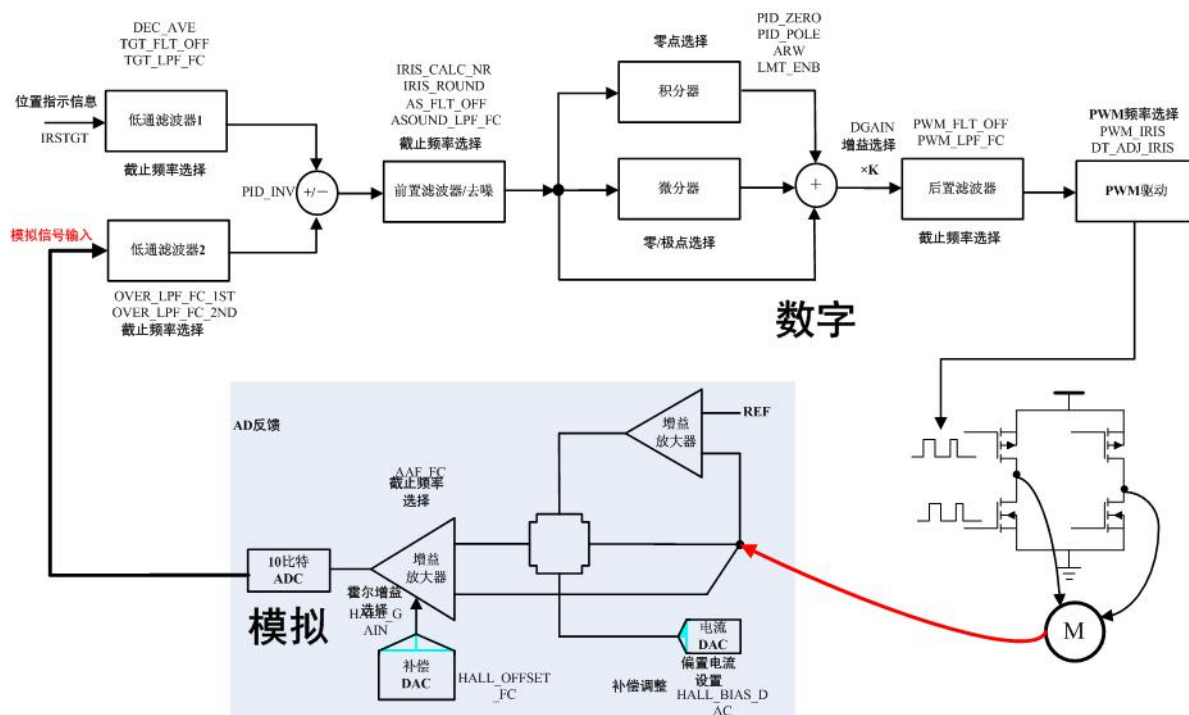 DEC_AVE
TGT_FLT_OFF
TGT_LPF_FC
位置指示信息
IRSTGT
低通滤波器1
截止频率选择
PID_INV
+/−
模拟信号输入
低通滤波器2
OVER_LPF_FC_1ST
OVER_LPF_FC_2ND
截止频率选择
IRIS_CALC_NR
IRIS_ROUND
AS_FLT_OFF
ASOUND_LPF_FC
截止频率选择
前置滤波器/去噪
零点选择
积分器
微分器
零/极点选择
PID_ZERO
PID_POLE
ARW
LMT_ENB
+
DGAIN
增益选择
×K
PWM_FLT_OFF
PWM_LPF_FC
后置滤波器
截止频率选择
PWM频率选择
PWM_IRIS
DT_ADJ_IRIS
PWM驱动
数字
AD反馈
REF
增益
放大器
AAF_FC
截止频率
选择
增益
放大器
10比特
ADC
模拟
霍尔增益
选择
HALL_G
AIN
补偿
DAC
HALL_OFFSET
_FC
电流
DAC
偏置电流
设置
补偿调整
HALL_BIAS_D
AC
M